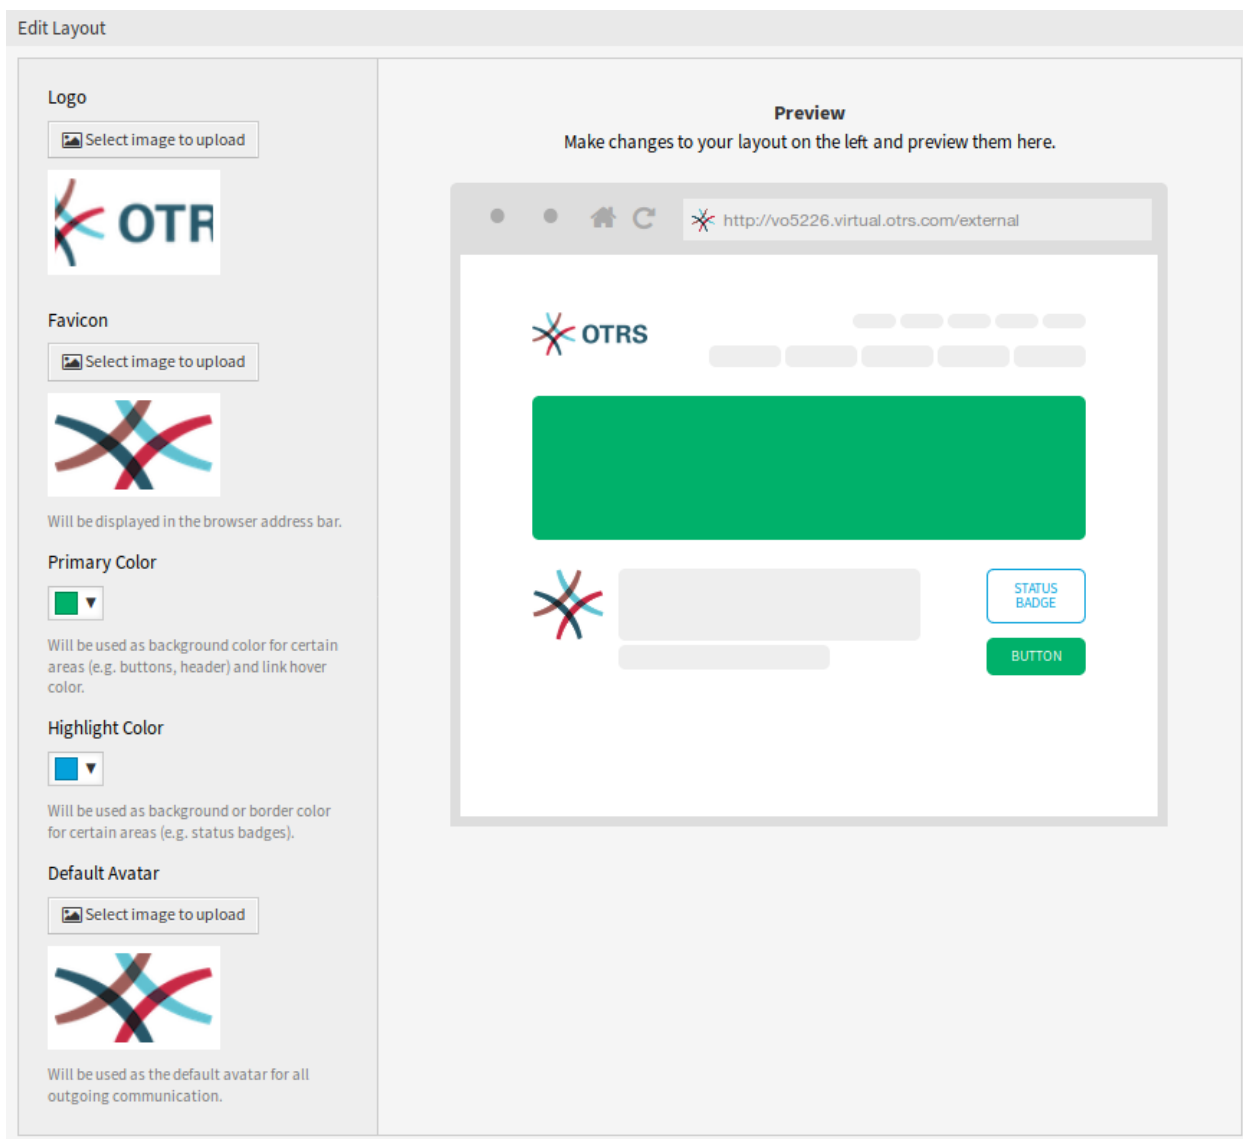 Edit Layout
Logo
Select image to upload
OTR
Favicon
Select image to upload
Will be displayed in the browser address bar.
Primary Color
Will be used as background color for certain
areas (e.g. buttons, header) and link hover
color.
Highlight Color
Will be used as background or border color
for certain areas (e.g. status badges).
Default Avatar
Select image to upload
Will be used as the default avatar for all
outgoing communication.
Preview
Make changes to your layout on the left and preview them here.
http://vo5226.virtual.otrs.com/external
OTRS
STATUS
BADGE
BUTTON